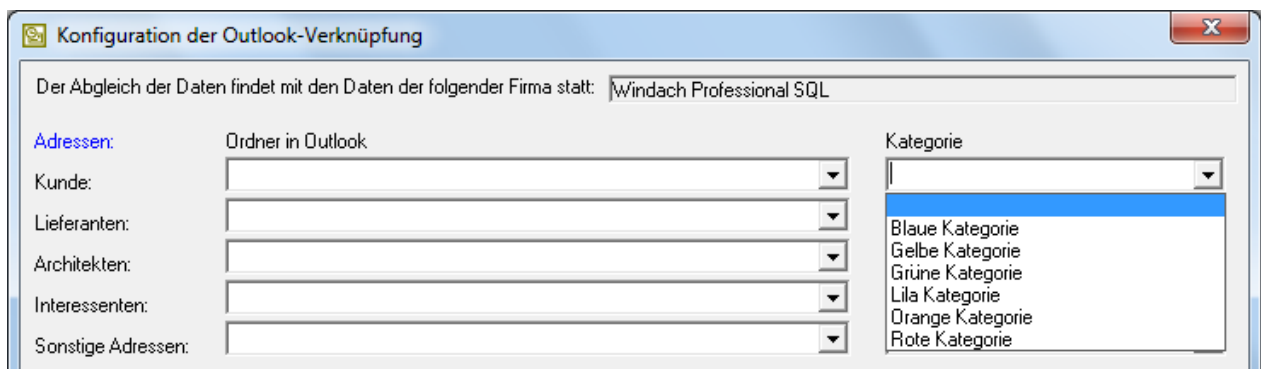 Konfiguration der Outlook-Verknüpfung
Der Abgleich der Daten findet mit den Daten der folgender Firma statt: Windach Professional SQL
Adressen: Ordner in Outlook Kategorie
Kunde:
Lieferanten:
Blaue Kategorie
Gelbe Kategorie
Architekten:
Grüne Kategorie
Lila Kategorie
Interessenten:
Orange Kategorie
Sonstige Adressen:
Rote Kategorie